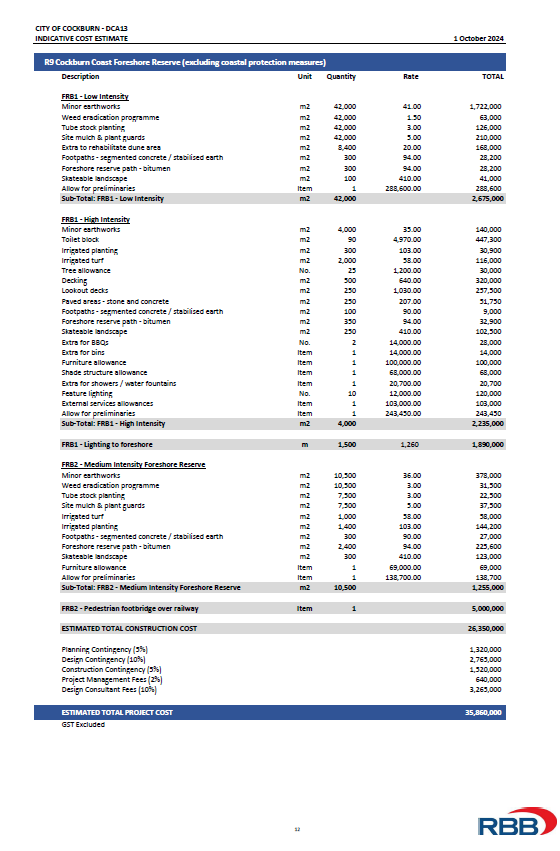 CITY OF COCKBURN - DCA13
INDICATIVE COST ESTIMATE 1 October 2024
R9 Cockburn Coast Foreshore Reserve (excluding coastal protection measures)
Description Unit Quantity Rate TOTAL
FRB1 - Low Intensity
Minor earthworks m2 42,000 41.00 1,722,000
Weed eradication programme m2 42,000 1.50 63,000
Tube stock planting m2 42,000 3.00 126,000
Site mulch & plant guards m2 42,000 5.00 210,000
Extra to rehabilitate dune area m2 8,400 20.00 168,000
Footpaths - segmented concrete / stabilised earth m2 300 94.00 28,200
Foreshore reserve path - bitumen m2 300 94.00 28,200
Skateable landscape m2 100 410.00 41,000
Allow for preliminaries Item 1 288,600.00 288,600
Sub-Total: FRB1 - Low Intensity m2 42,000 2,675,000
FRB1 - High Intensity
Minor earthworks m2 4,000 35.00 140,000
Toilet block m2 90 4,970.00 447,300
Irrigated planting m2 300 103.00 30,900
Irrigated turf m2 2,000 58.00 116,000
Tree allowance No. 25 1,200.00 30,000
Decking m2 500 640.00 320,000
Lookout decks m2 250 1,030.00 257,500
Paved areas - stone and concrete m2 250 207.00 51,750
Footpaths - segmented concrete / stabilised earth m2 100 90.00 9,000
Foreshore reserve path - bitumen m2 350 94.00 32,900
Skateable landscape m2 250 410.00 102,500
Extra for BBQs No. 2 14,000.00 28,000
Extra for bins Item 1 14,000.00 14,000
Furniture allowance Item 1 100,000.00 100,000
Shade structure allowance Item 1 68,000.00 68,000
Extra for showers / water fountains Item 1 20,700.00 20,700
Feature lighting No. 10 12,000.00 120,000
External services allowances Item 1 103,000.00 103,000
Allow for preliminaries Item 1 243,450.00 243,450
Sub-Total: FRB1 - High Intensity m2 4,000 2,235,000
FRB1 - Lighting to foreshore m 1,500 1,260 1,890,000
FRB2 - Medium Intensity Foreshore Reserve
Minor earthworks m2 10,500 36.00 378,000
Weed eradication programme m2 10,500 3.00 31,500
Tube stock planting m2 7,500 3.00 22,500
Site mulch & plant guards m2 7,500 5.00 37,500
Irrigated turf m2 1,000 58.00 58,000
Irrigated planting m2 1,400 103.00 144,200
Footpaths - segmented concrete / stabilised earth m2 300 90.00 27,000
Foreshore reserve path - bitumen m2 2,400 94.00 225,600
Skateable landscape m2 300 410.00 123,000
Furniture allowance Item 1 69,000.00 69,000
Allow for preliminaries Item 1 138,700.00 138,700
Sub-Total: FRB2 - Medium Intensity Foreshore Reserve m2 10,500 1,255,000
FRB2 - Pedestrian footbridge over railway Item 1 5,000,000
ESTIMATED TOTAL CONSTRUCTION COST 26,350,000
Planning Contingency (5%) 1,320,000
Design Contingency (10%) 2,765,000
Construction Contingency (5%) 1,520,000
Project Management Fees (2%) 640,000
Design Consultant Fees (10%) 3,265,000
ESTIMATED TOTAL PROJECT COST 35,860,000
GST Excluded
12
RBB